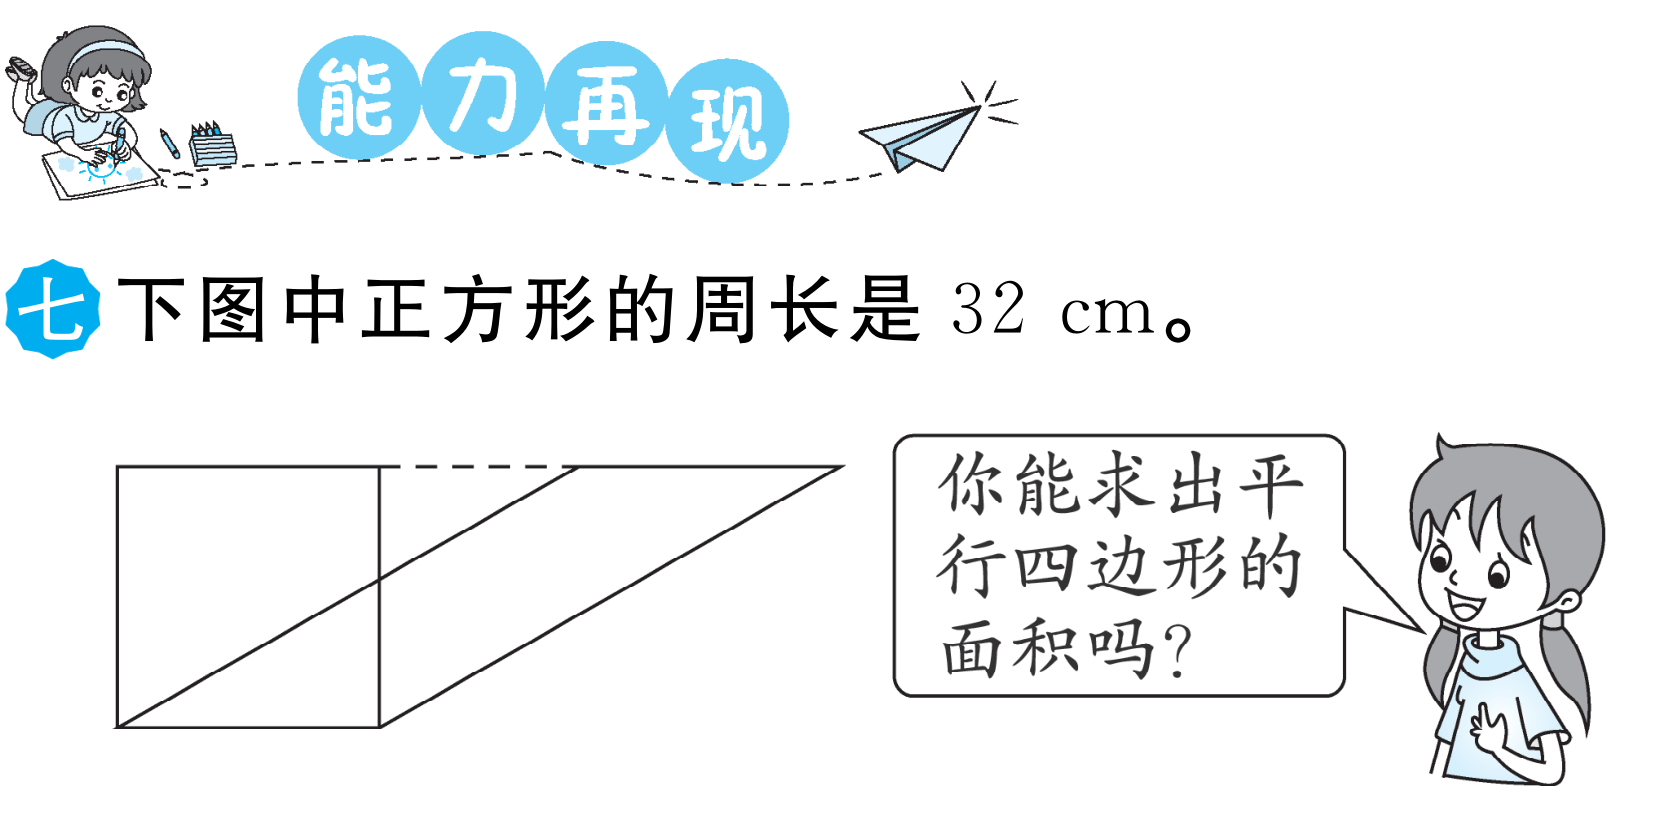 能力再现
七 下图中正方形的周长是 32 cm。
你能求出平
行四边形的
面积吗?